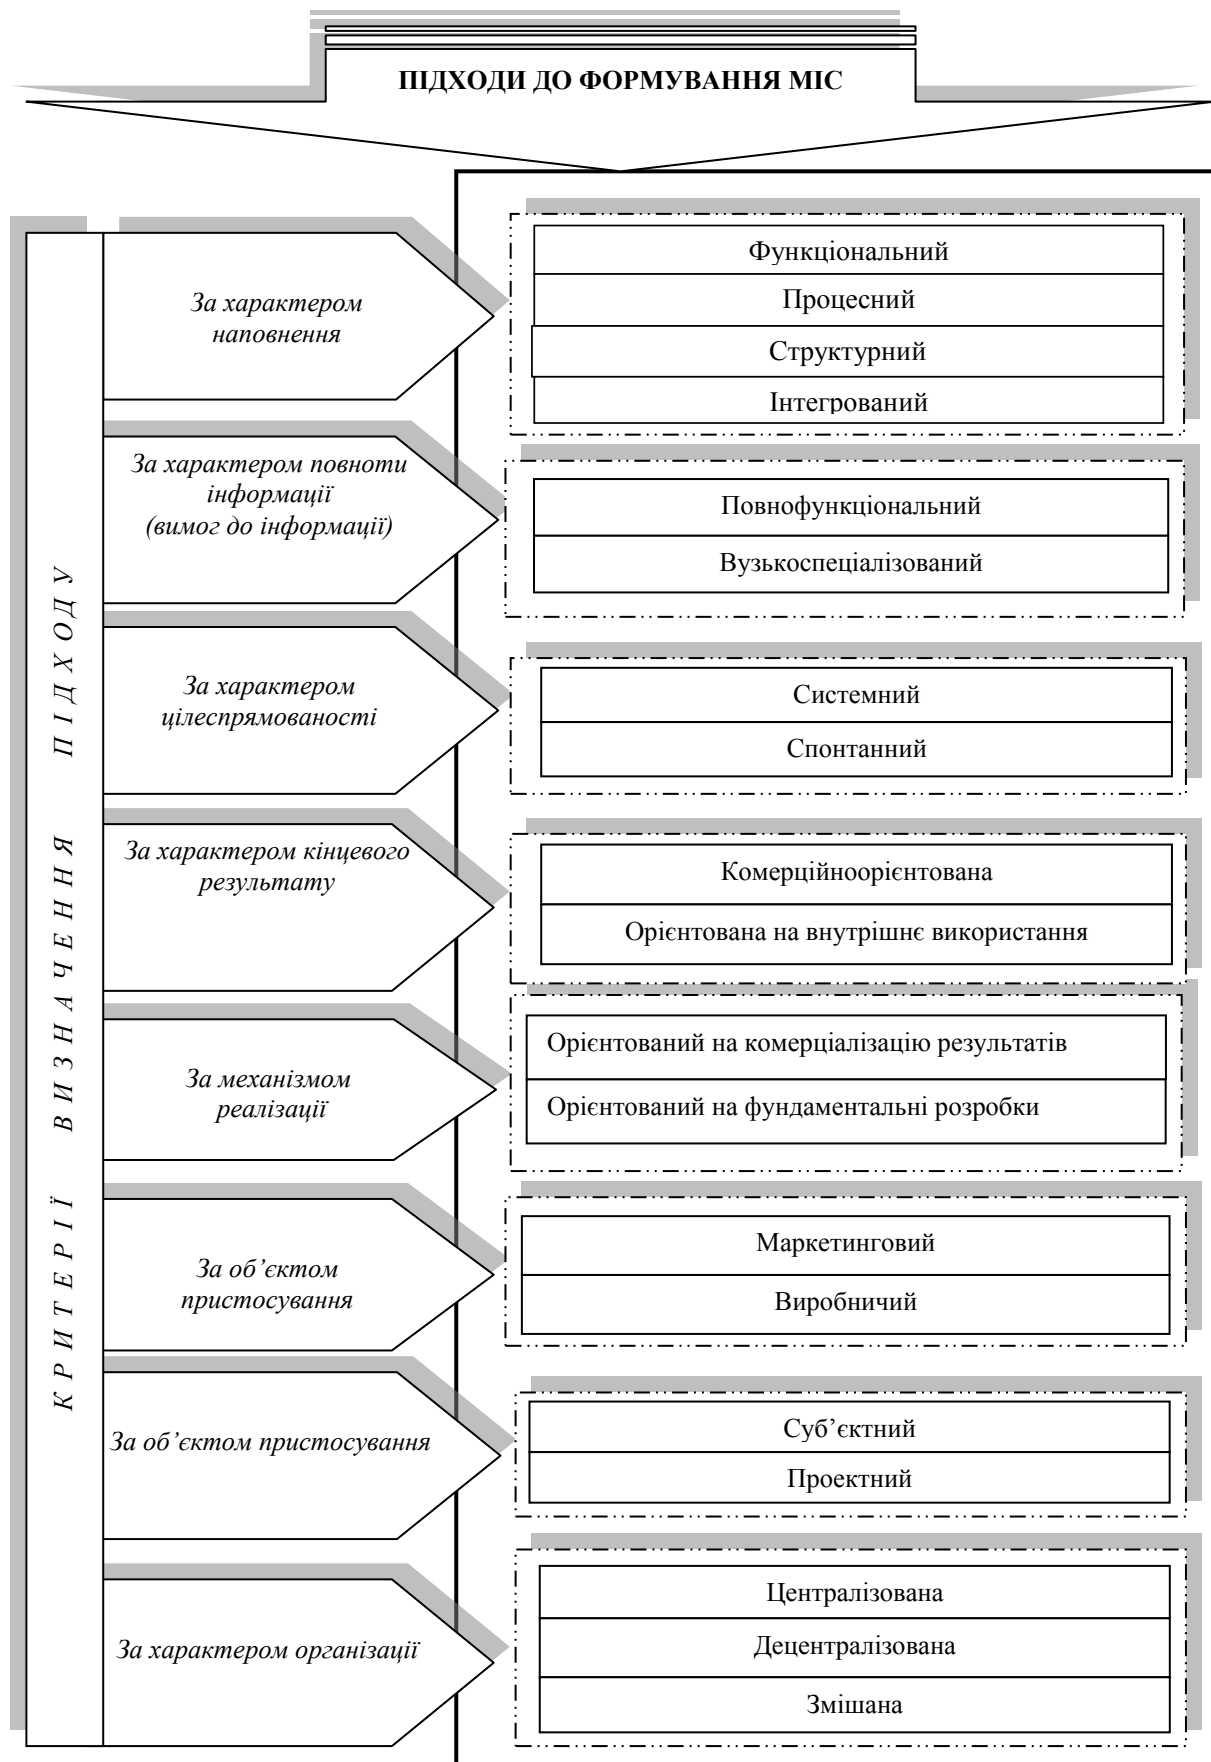 ПІДХОДИ ДО ФОРМУВАННЯ МІС
КРИТЕРІЇ ВИЗНАЧЕННЯ ПІДХОДУ
За характером
наповнення
Функціональний
Процесний
Структурний
Інтегрований
За характером повноти
інформації
(вимог до інформації)
Повнофункціональний
Вузькоспеціалізований
За характером
цілеспрямованості
Системний
Спонтанний
За характером кінцевого
результату
Комерційноорієнтована
Орієнтована на внутрішнє використання
За механізмом
реалізації
Орієнтований на комерціалізацію результатів
Орієнтований на фундаментальні розробки
За об’єктом
пристосування
Маркетинговий
Виробничий
За об’єктом пристосування
Суб’єктний
Проектний
За характером організації
Централізована
Децентралізована
Змішана